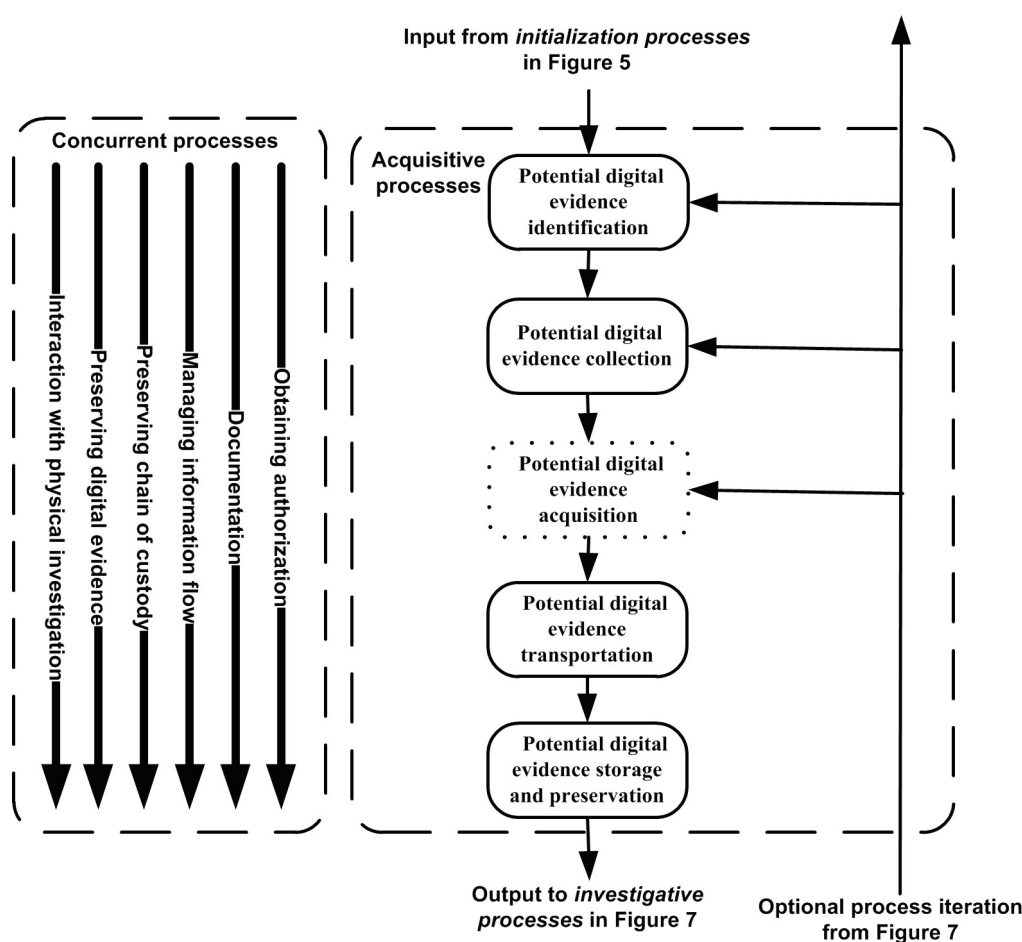 Input from initialization processes
in Figure 5
Concurrent processes
Interaction with physical investigation
Preserving digital evidence
Preserving chain of custody
Managing information flow
Documentation
Obtaining authorization
Acquisitive
processes
Potential digital
evidence
identification
Potential digital
evidence collection
Potential digital
evidence
acquisition
Potential digital
evidence
transportation
Potential digital
evidence storage
and preservation
Output to investigative
processes in Figure 7
Optional process iteration
from Figure 7